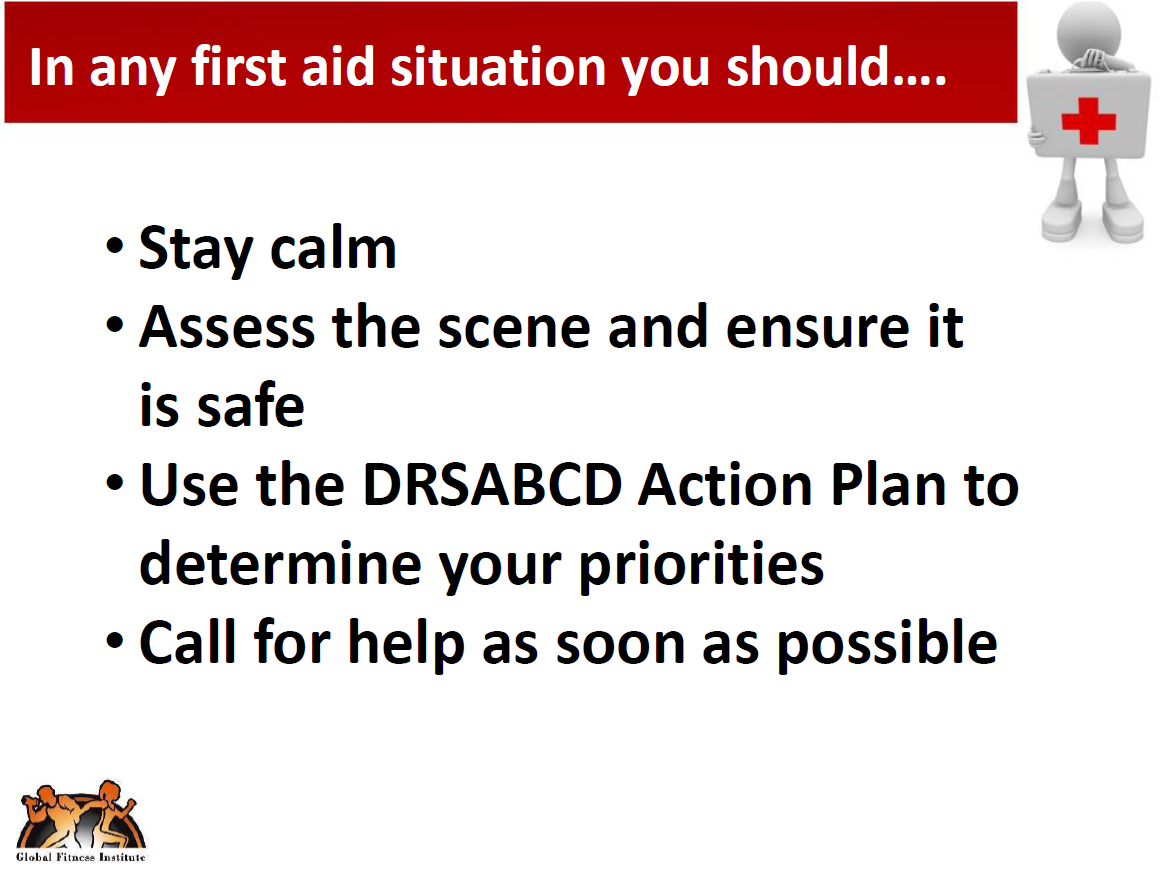 In any first aid situation you should….
• Stay calm
• Assess the scene and ensure it
is safe
• Use the DRSABCD Action Plan to
determine your priorities
• Call for help as soon as possible
Global Fitness Institute